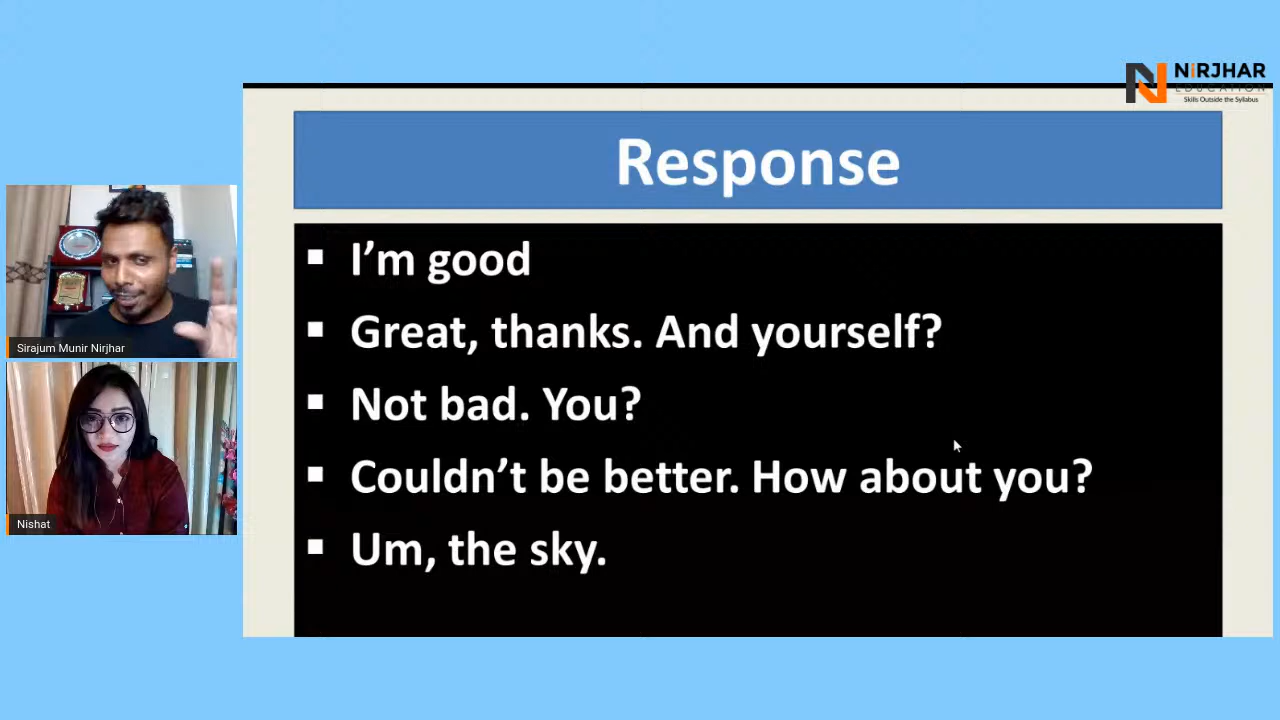 NiRJHAR
EDUCATION
Skills Outside the Syllabus
Response
▪ I'm good
▪ Great, thanks. And yourself?
▪ Not bad. You?
▪ Couldn't be better. How about you?
▪ Um, the sky.
Sirajum Munir Nirjhar
Nishat